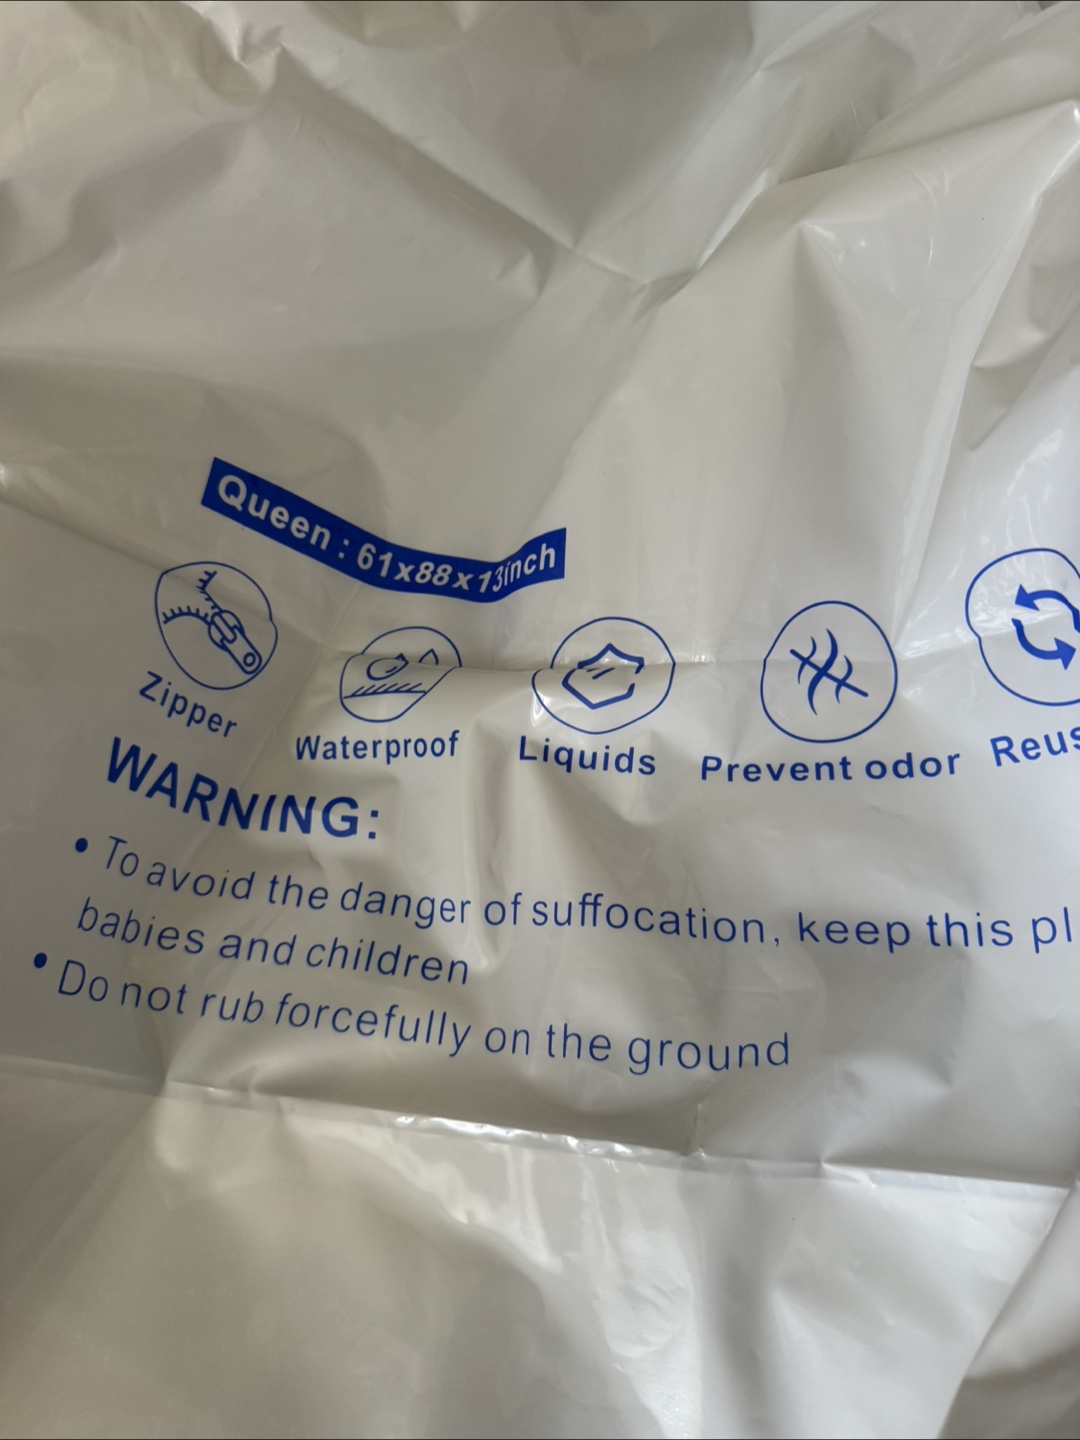 Queen : 61x88x13inch
Zipper
Waterproof
Liquids
Prevent odor
WARNING:
• To avoid the danger of suffocation, keep this
babies and children
• Do not rub forcefully on the ground